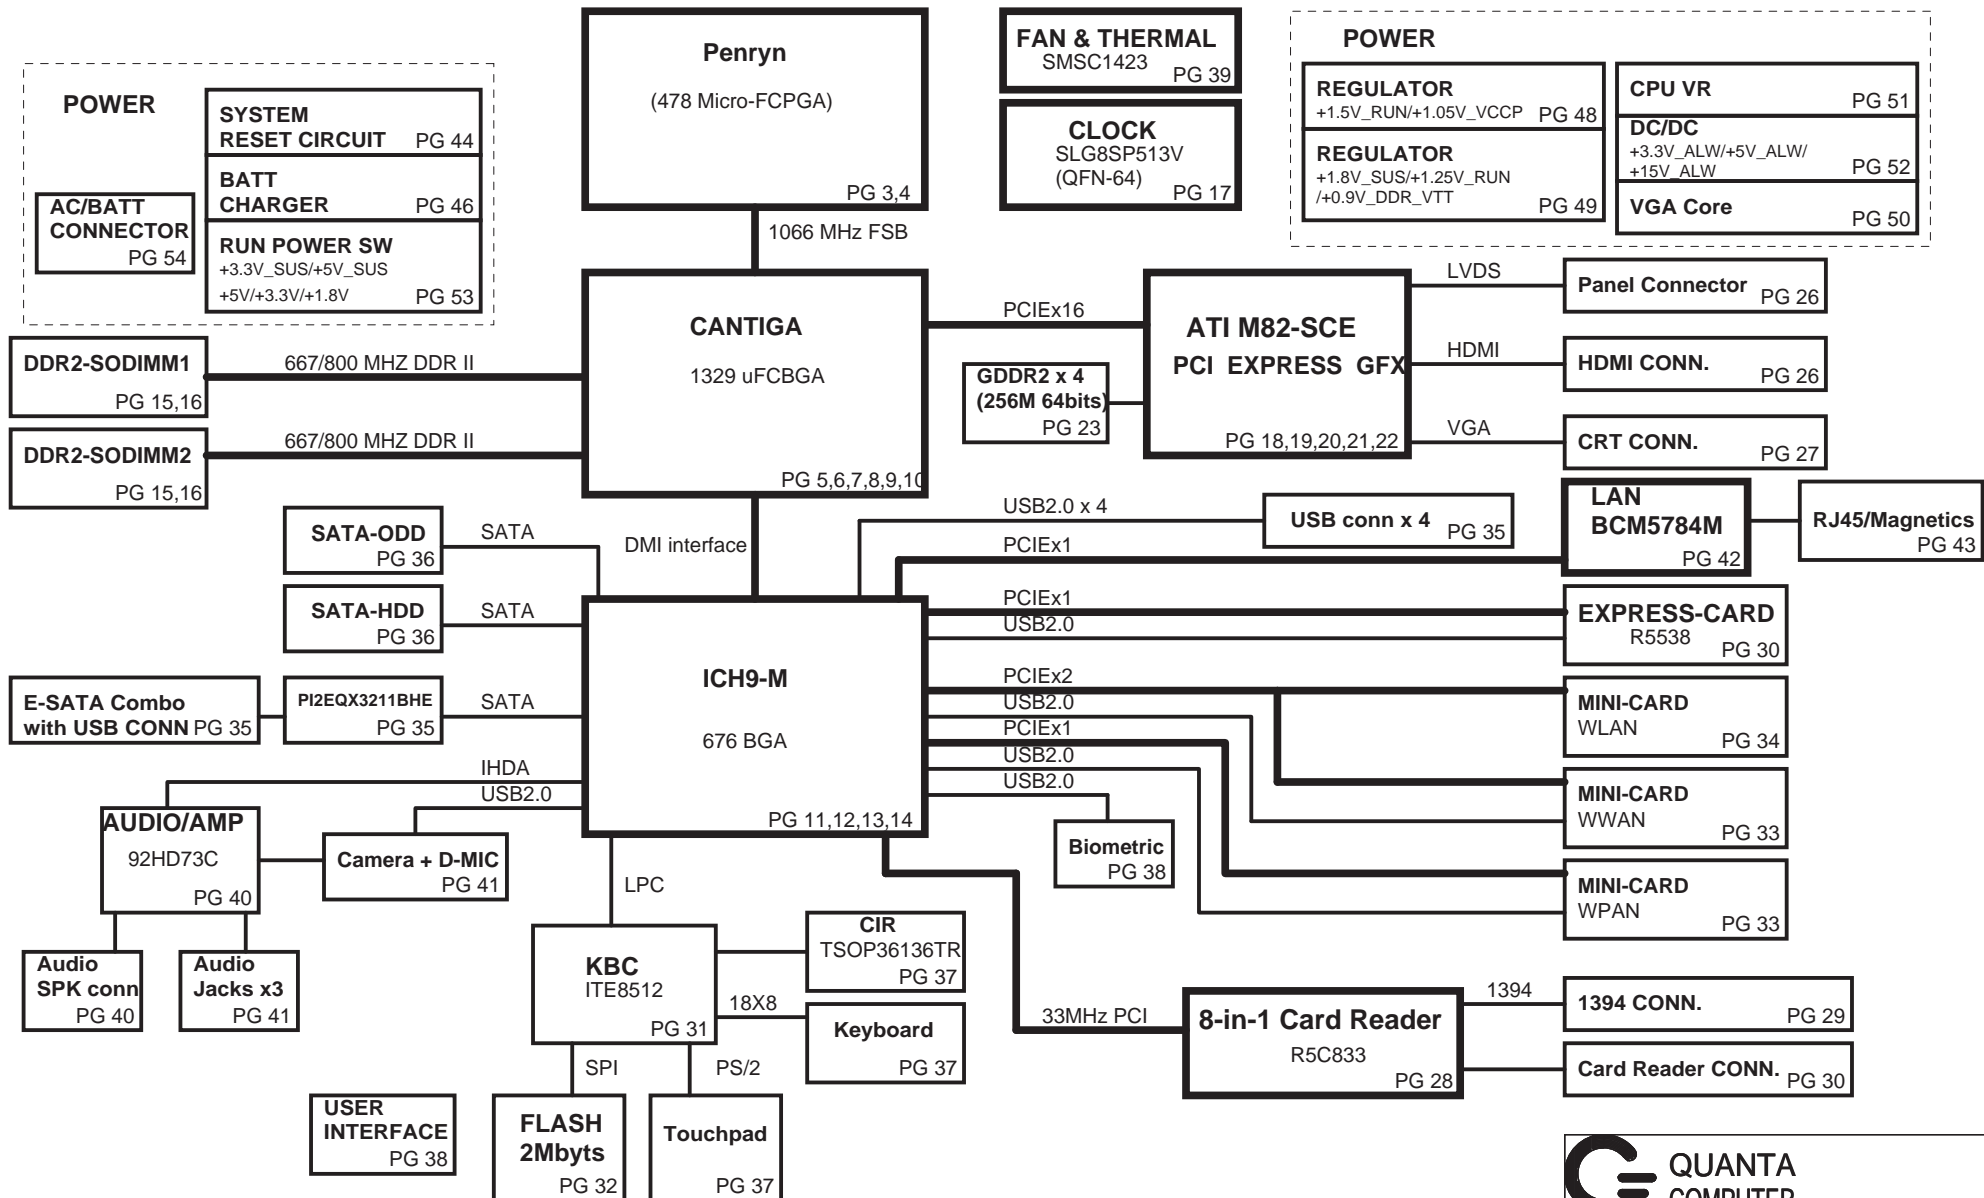 Penryn
(478 Micro-FCPGA)
PG 3,4
FAN & THERMAL
SMSC1423
PG 39
CLOCK
SLG8SP513V
(QFN-64)
PG 17
POWER
REGULATOR
+1.5V_RUN/+1.05V_VCCP PG 48
REGULATOR
+1.8V_SUS/+1.25V_RUN
/+0.9V_DDR_VTT
PG 49
CPU VR
PG 51
DC/DC
+3.3V_ALW/+5V_ALW/
+15V_ALW
PG 52
VGA Core
PG 50
POWER
SYSTEM
RESET CIRCUIT PG 44
BATT
CHARGER PG 46
AC/BATT
CONNECTOR
PG 54
RUN POWER SW
+3.3V_SUS/+5V_SUS
+5V/+3.3V/+1.8V PG 53
1066 MHz FSB
CANTIGA
1329 uFCBGA
PG 5,6,7,8,9,10
PCIEx16
ATI M82-SCE
PCI EXPRESS GFX
PG 18,19,20,21,22
GDDR2 x 4
(256M 64bits)
PG 23
LVDS
Panel Connector PG 26
HDMI
HDMI CONN. PG 26
VGA
CRT CONN. PG 27
DDR2-SODIMM1
PG 15,16
667/800 MHZ DDR II
DDR2-SODIMM2
PG 15,16
667/800 MHZ DDR II
DMI interface
SATA-ODD
PG 36
SATA
SATA-HDD
PG 36
SATA
E-SATA Combo
with USB CONN PG 35
PI2EQX3211BHE
PG 35
SATA
ICH9-M
676 BGA
PG 11,12,13,14
USB2.0 x 4
USB conn x 4 PG 35
PCIEx1
LAN
BCM5784M
PG 42
RJ45/Magnetics
PG 43
PCIEx1
USB2.0
EXPRESS-CARD
R5538
PG 30
PCIEx2
USB2.0
PCIEx1
USB2.0
USB2.0
MINI-CARD
WLAN
PG 34
MINI-CARD
WWAN
PG 33
MINI-CARD
WPAN
PG 33
Biometric
PG 38
IHDA
USB2.0
AUDIO/AMP
92HD73C
PG 40
Camera + D-MIC
PG 41
Audio
SPK conn
PG 40
Audio
Jacks x3
PG 41
LPC
KBC
ITE8512
PG 31
CIR
TSOP36136TR
PG 37
18X8
Keyboard
PG 37
SPI
PS/2
USER
INTERFACE
PG 38
FLASH
2Mbyts
PG 32
Touchpad
PG 37
33MHz PCI
8-in-1 Card Reader
R5C833
PG 28
1394
1394 CONN.
PG 29
Card Reader CONN. PG 30
QUANTA
COMPUTER